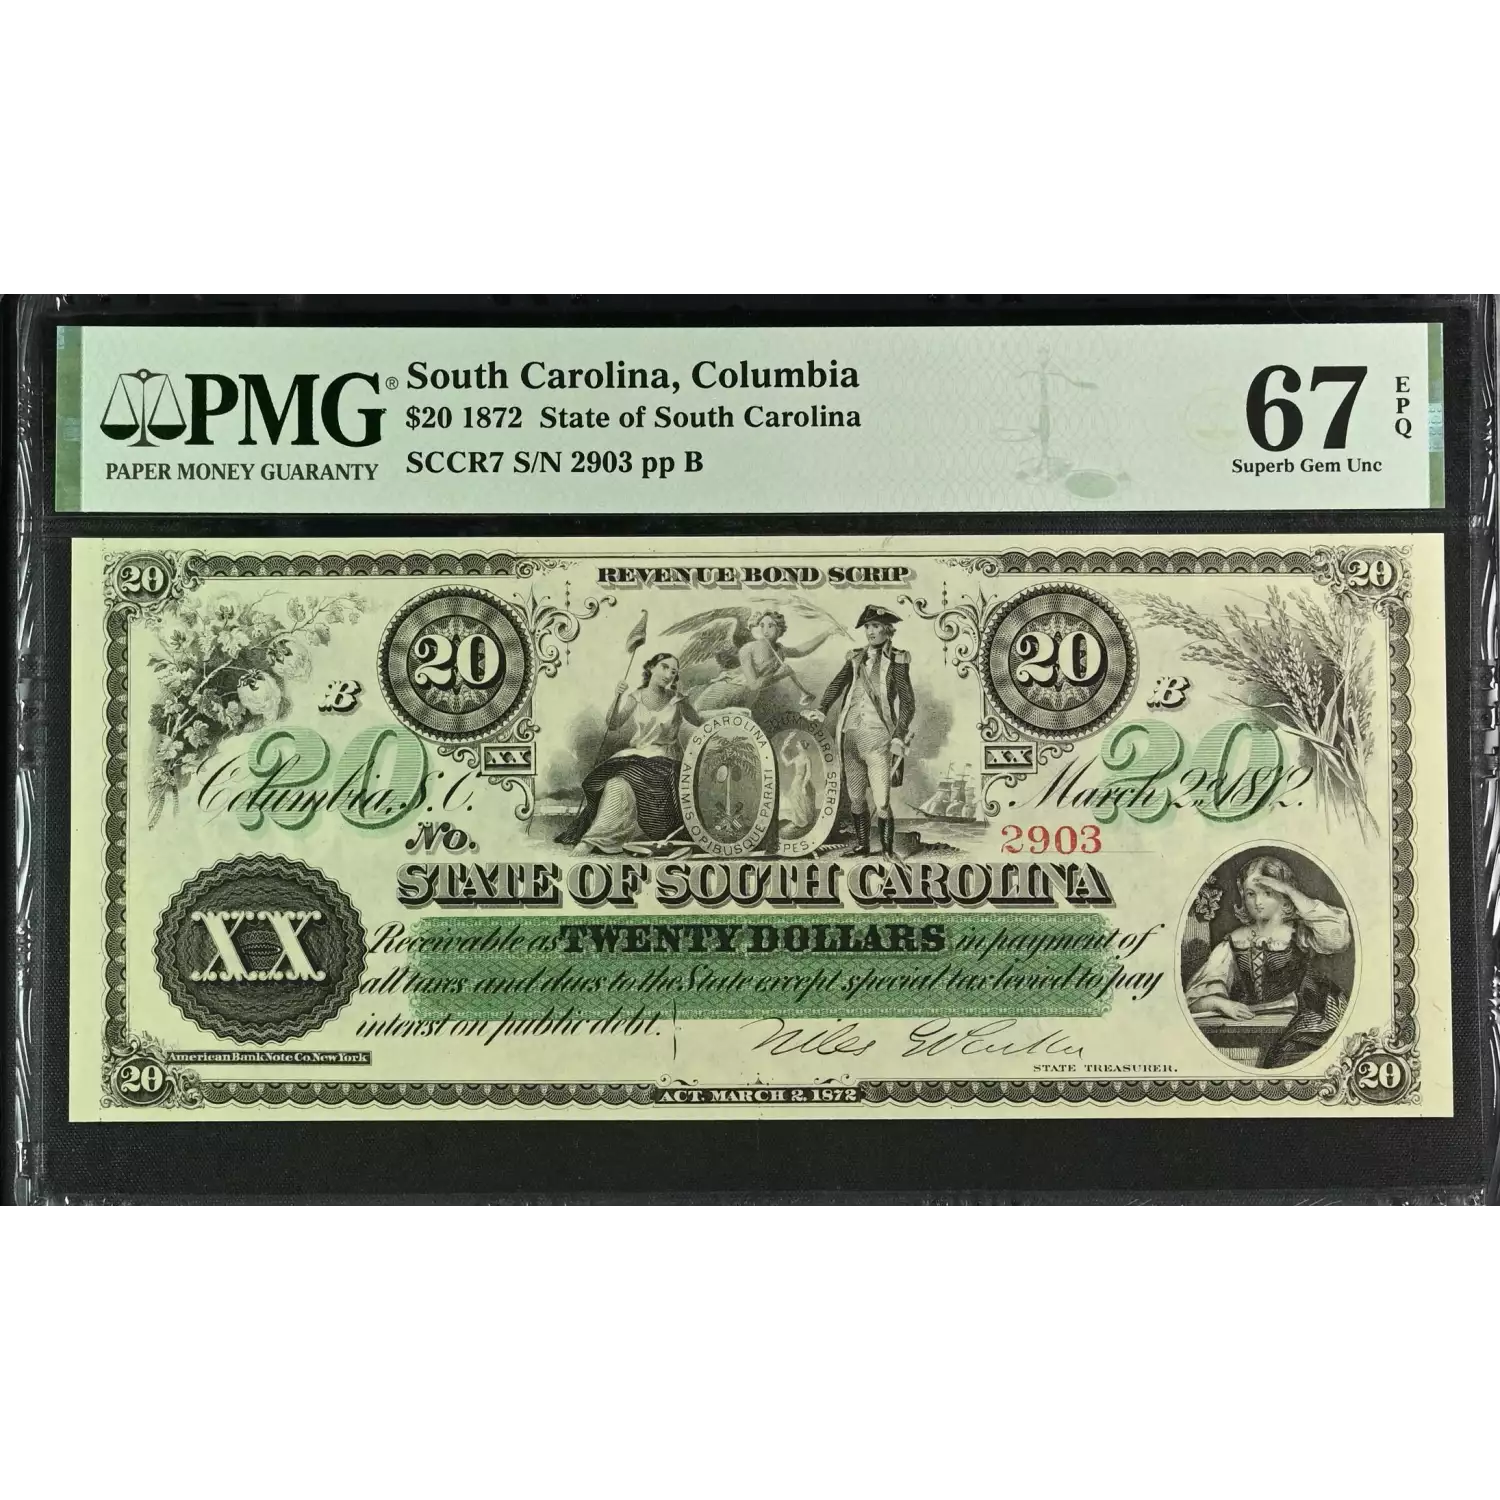 PMG®
PAPER MONEY GUARANTY
South Carolina, Columbia
$20 1872 State of South Carolina
SCCR7 S/N 2903 pp B
67
EPQ
Superb Gem Unc
20
REVENUE BOND SCRIP
20
20
20
B
B
20
20
XX
XX
Columbia, S.C.
March 2nd 1872.
S. CAROLINA
ANIMIS OPIBUSQUE PARATI
DUM SPIRO SPERO
SPES
No.
2903
STATE OF SOUTH CAROLINA
XX
Receivable as TWENTY DOLLARS in payment of
all taxes and dues to the State except special tax levied to pay
interest on public debt.
Niles G Parker
STATE TREASURER.
American Bank Note Co. New York
20
ACT. MARCH 2, 1872
20